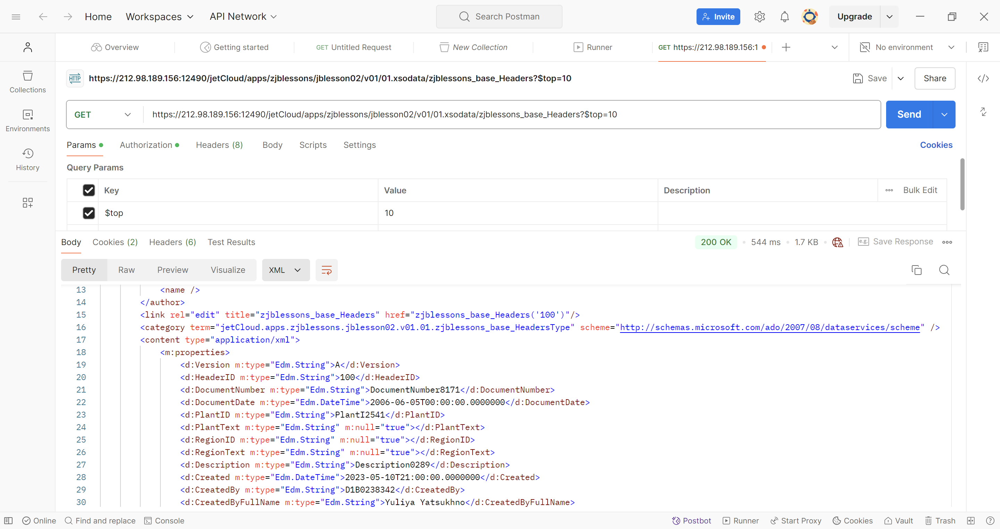 Home Workspaces API Network Search Postman Invite Upgrade
Overview Getting started GET Untitled Request New Collection Runner GET https://212.98.189.156:1 No environment
HTTP https://212.98.189.156:12490/jetCloud/apps/zjblessons/jblesson02/v01/01.xsodata/zjblessons_base_Headers?$top=10 Save Share
Collections
Environments
History
GET https://212.98.189.156:12490/jetCloud/apps/zjblessons/jblesson02/v01/01.xsodata/zjblessons_base_Headers?$top=10 Send
Params Authorization Headers (8) Body Scripts Settings Cookies
Query Params
Key Value Description Bulk Edit
$top 10
Body Cookies (2) Headers (6) Test Results 200 OK 544 ms 1.7 KB e.g. Save Response
Pretty Raw Preview Visualize XML
13 <name />
14 </author>
15 <link rel="edit" title="zjblessons_base_Headers" href="zjblessons_base_Headers('100')"/>
16 <category term="jetCloud.apps.zjblessons.jblesson02.v01.01.zjblessons_base_HeadersType" scheme="http://schemas.microsoft.com/ado/2007/08/dataservices/scheme" />
17 <content type="application/xml">
18 <m:properties>
19 <d:Version m:type="Edm.String">A</d:Version>
20 <d:HeaderID m:type="Edm.String">100</d:HeaderID>
21 <d:DocumentNumber m:type="Edm.String">DocumentNumber8171</d:DocumentNumber>
22 <d:DocumentDate m:type="Edm.DateTime">2006-06-05T00:00:00.0000000</d:DocumentDate>
23 <d:PlantID m:type="Edm.String">PlantI2541</d:PlantID>
24 <d:PlantText m:type="Edm.String" m:null="true"></d:PlantText>
25 <d:RegionID m:type="Edm.String" m:null="true"></d:RegionID>
26 <d:RegionText m:type="Edm.String" m:null="true"></d:RegionText>
27 <d:Description m:type="Edm.String">Description0289</d:Description>
28 <d:Created m:type="Edm.DateTime">2023-05-10T21:00:00.0000000</d:Created>
29 <d:CreatedBy m:type="Edm.String">D1B0238342</d:CreatedBy>
30 <d:CreatedByFullName m:type="Edm.String">Yuliya Yatsukhno</d:CreatedByFullName>
Online Find and replace Console Postbot Runner Start Proxy Cookies Vault Trash